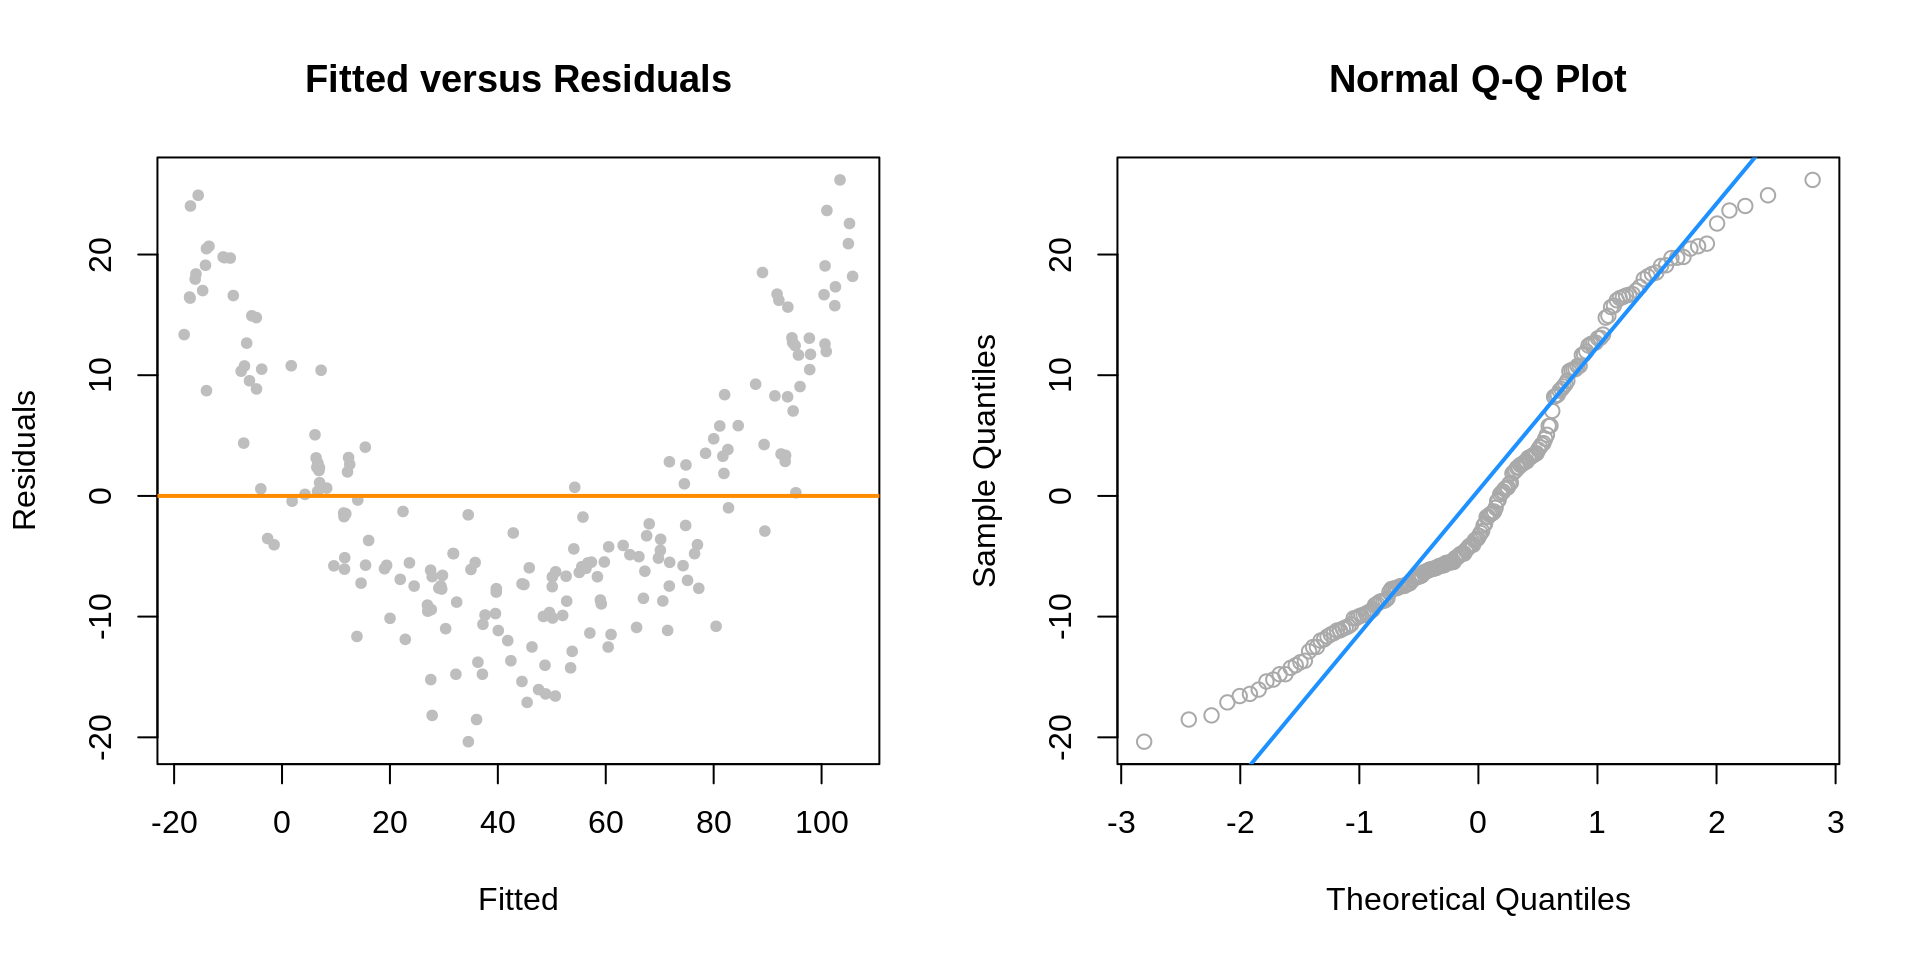 Fitted versus Residuals
Residuals
20
10
0
-10
-20
-20 0 20 40 60 80 100
Fitted
Normal Q-Q Plot
Sample Quantiles
20
10
0
-10
-20
-3 -2 -1 0 1 2 3
Theoretical Quantiles